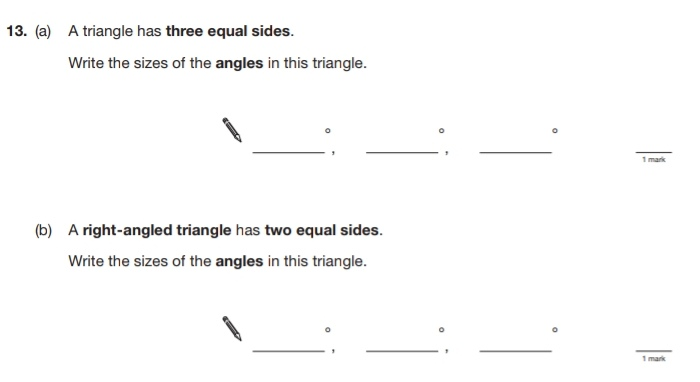 13. (a) A triangle has three equal sides.
Write the sizes of the angles in this triangle.
°, °, °
1 mark
(b) A right-angled triangle has two equal sides.
Write the sizes of the angles in this triangle.
°, °, °
1 mark